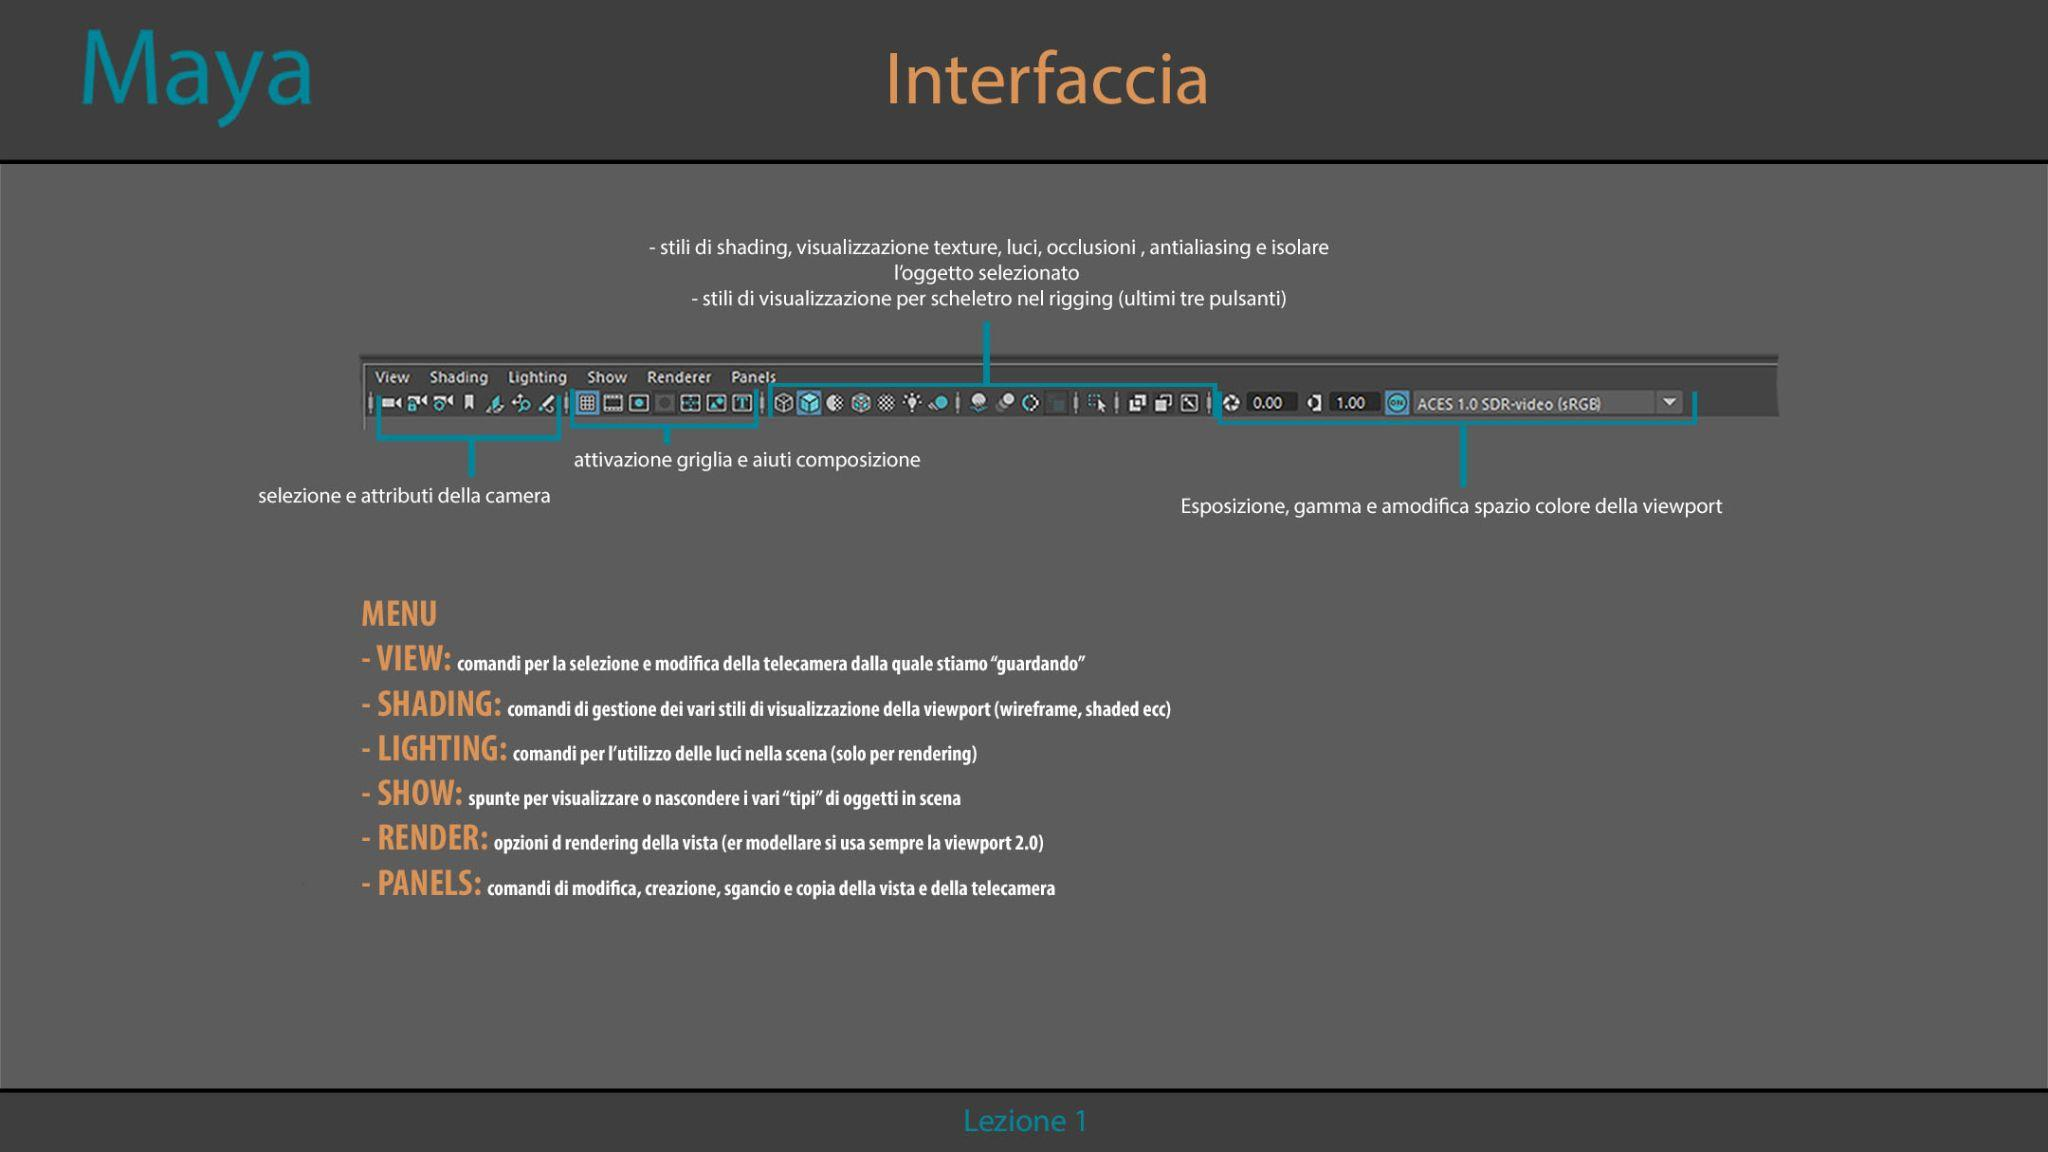 Maya
Interfaccia
- stili di shading, visualizzazione texture, luci, occlusioni , antialiasing e isolare
l'oggetto selezionato
- stili di visualizzazione per scheletro nel rigging (ultimi tre pulsanti)
View Shading Lighting Show Renderer Panels
0.00 1.00 ON ACES 1.0 SDR-video (sRGB)
attivazione griglia e aiuti composizione
selezione e attributi della camera
Esposizione, gamma e amodifica spazio colore della viewport
MENU
- VIEW: comandi per la selezione e modifica della telecamera dalla quale stiamo “guardando”
- SHADING: comandi di gestione dei vari stili di visualizzazione della viewport (wireframe, shaded ecc)
- LIGHTING: comandi per l'utilizzo delle luci nella scena (solo per rendering)
- SHOW: spunte per visualizzare o nascondere i vari “tipi” di oggetti in scena
- RENDER: opzioni d rendering della vista (er modellare si usa sempre la viewport 2.0)
- PANELS: comandi di modifica, creazione, sgancio e copia della vista e della telecamera
Lezione 1